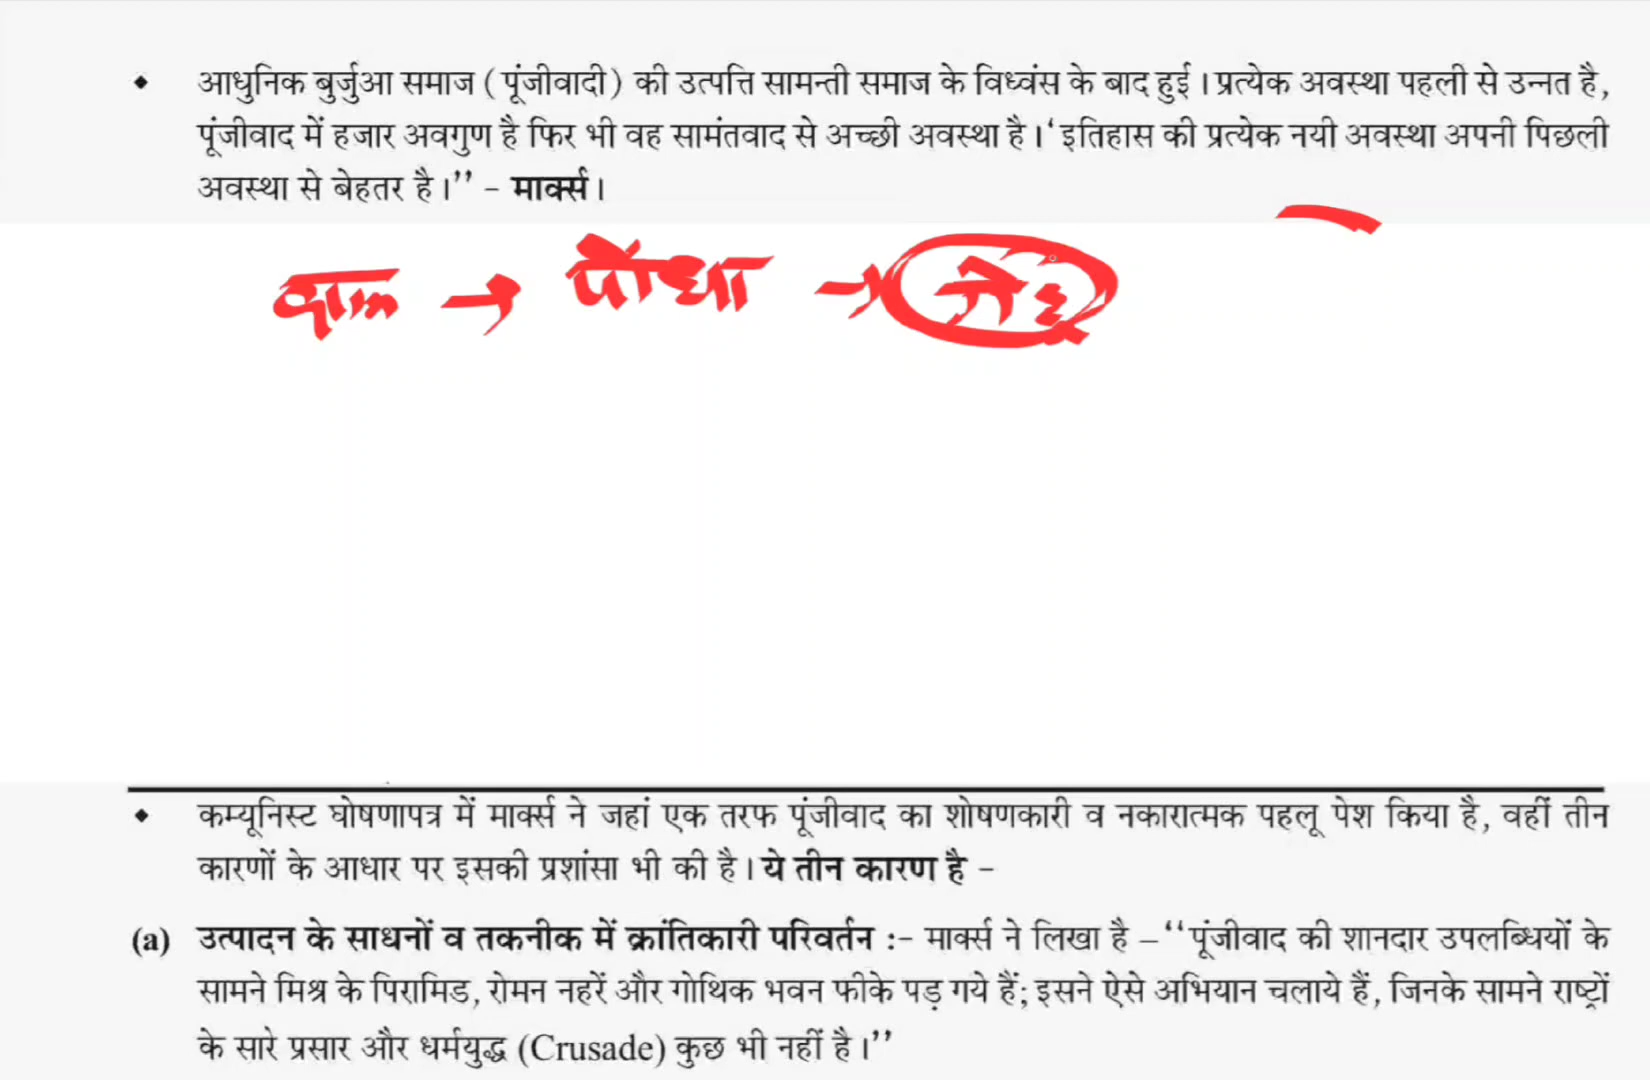 ♦ आधुनिक बुर्जुआ समाज (पूंजीवादी) की उत्पत्ति सामन्ती समाज के विध्वंस के बाद हुई । प्रत्येक अवस्था पहली से उन्नत है,
पूंजीवाद में हजार अवगुण है फिर भी वह सामंतवाद से अच्छी अवस्था है ।‘ इतिहास की प्रत्येक नयी अवस्था अपनी पिछली
अवस्था से बेहतर है ।’’ – मार्क्स ।
→ पौधा →
♦ कम्यूनिस्ट घोषणापत्र में मार्क्स ने जहां एक तरफ पूंजीवाद का शोषणकारी व नकारात्मक पहलू पेश किया है, वहीं तीन
कारणों के आधार पर इसकी प्रशंसा भी की है । ये तीन कारण है –
(a) उत्पादन के साधनों व तकनीक में क्रांतिकारी परिवर्तन :– मार्क्स ने लिखा है – ‘‘पूंजीवाद की शानदार उपलब्धियों के
सामने मिश्र के पिरामिड, रोमन नहरें और गोथिक भवन फीके पड़ गये हैं; इसने ऐसे अभियान चलाये हैं, जिनके सामने राष्ट्रों
के सारे प्रसार और धर्मयुद्ध (Crusade) कुछ भी नहीं है ।’’